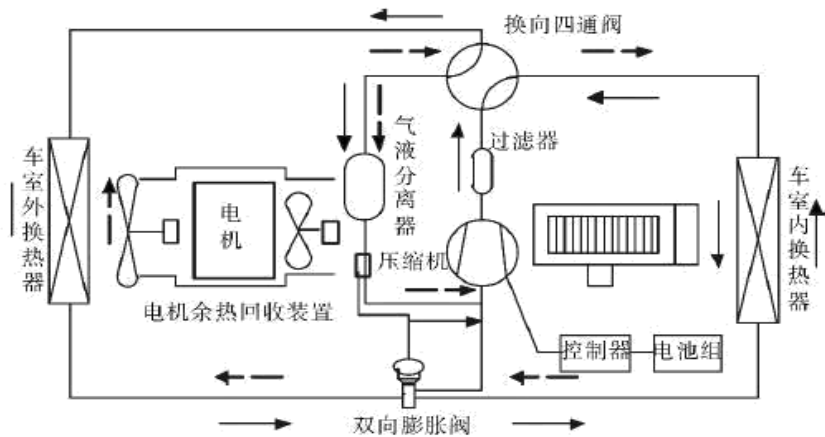 换向四通阀
气液分离器
过滤器
车室外换热器
电机
车室内换热器
压缩机
电机余热回收装置
控制器
电池组
双向膨胀阀